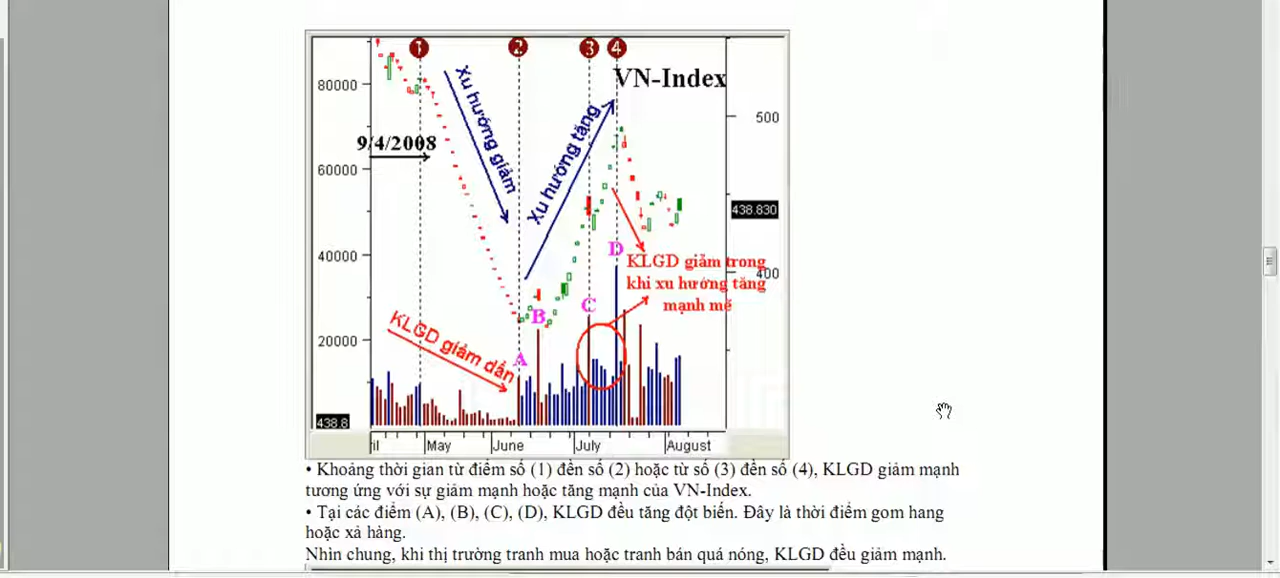 1 2 3 4
VN-Index
80000
500
Xu hướng giảm
Xu hướng tăng
9/4/2008
60000
438.830
40000
D
KLGD giảm trong
khi xu hướng tăng
mạnh mẽ
400
C
B
KLGD giảm dần
20000
A
438.8
il May June July August
• Khoảng thời gian từ điểm số (1) đến số (2) hoặc từ số (3) đến số (4), KLGD giảm mạnh
tương ứng với sự giảm mạnh hoặc tăng mạnh của VN-Index.
• Tại các điểm (A), (B), (C), (D), KLGD đều tăng đột biến. Đây là thời điểm gom hang
hoặc xả hàng.
Nhìn chung, khi thị trường tranh mua hoặc tranh bán quá nóng, KLGD đều giảm mạnh.